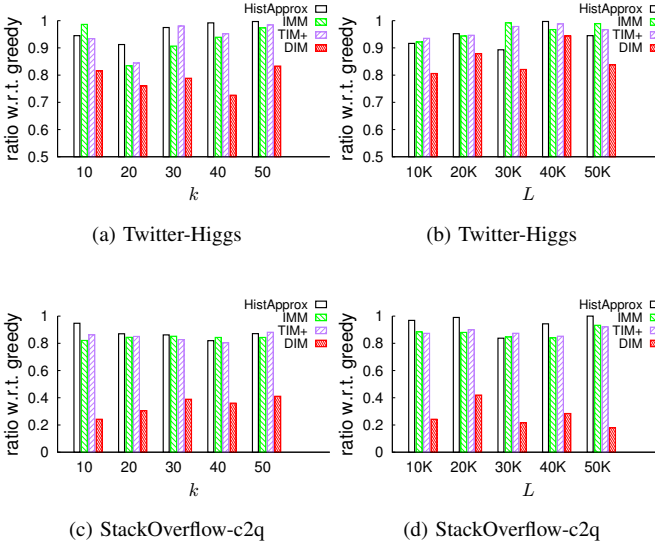 HistApprox
IMM
TIM+
DIM
ratio w.r.t. greedy
1
0.9
0.8
0.7
0.6
0.5
10 20 30 40 50
k
(a) Twitter-Higgs
HistApprox
IMM
TIM+
DIM
ratio w.r.t. greedy
1
0.9
0.8
0.7
0.6
0.5
10K 20K 30K 40K 50K
L
(b) Twitter-Higgs
HistApprox
IMM
TIM+
DIM
ratio w.r.t. greedy
1
0.8
0.6
0.4
0.2
0
10 20 30 40 50
k
(c) StackOverflow-c2q
HistApprox
IMM
TIM+
DIM
ratio w.r.t. greedy
1
0.8
0.6
0.4
0.2
0
10K 20K 30K 40K 50K
L
(d) StackOverflow-c2q